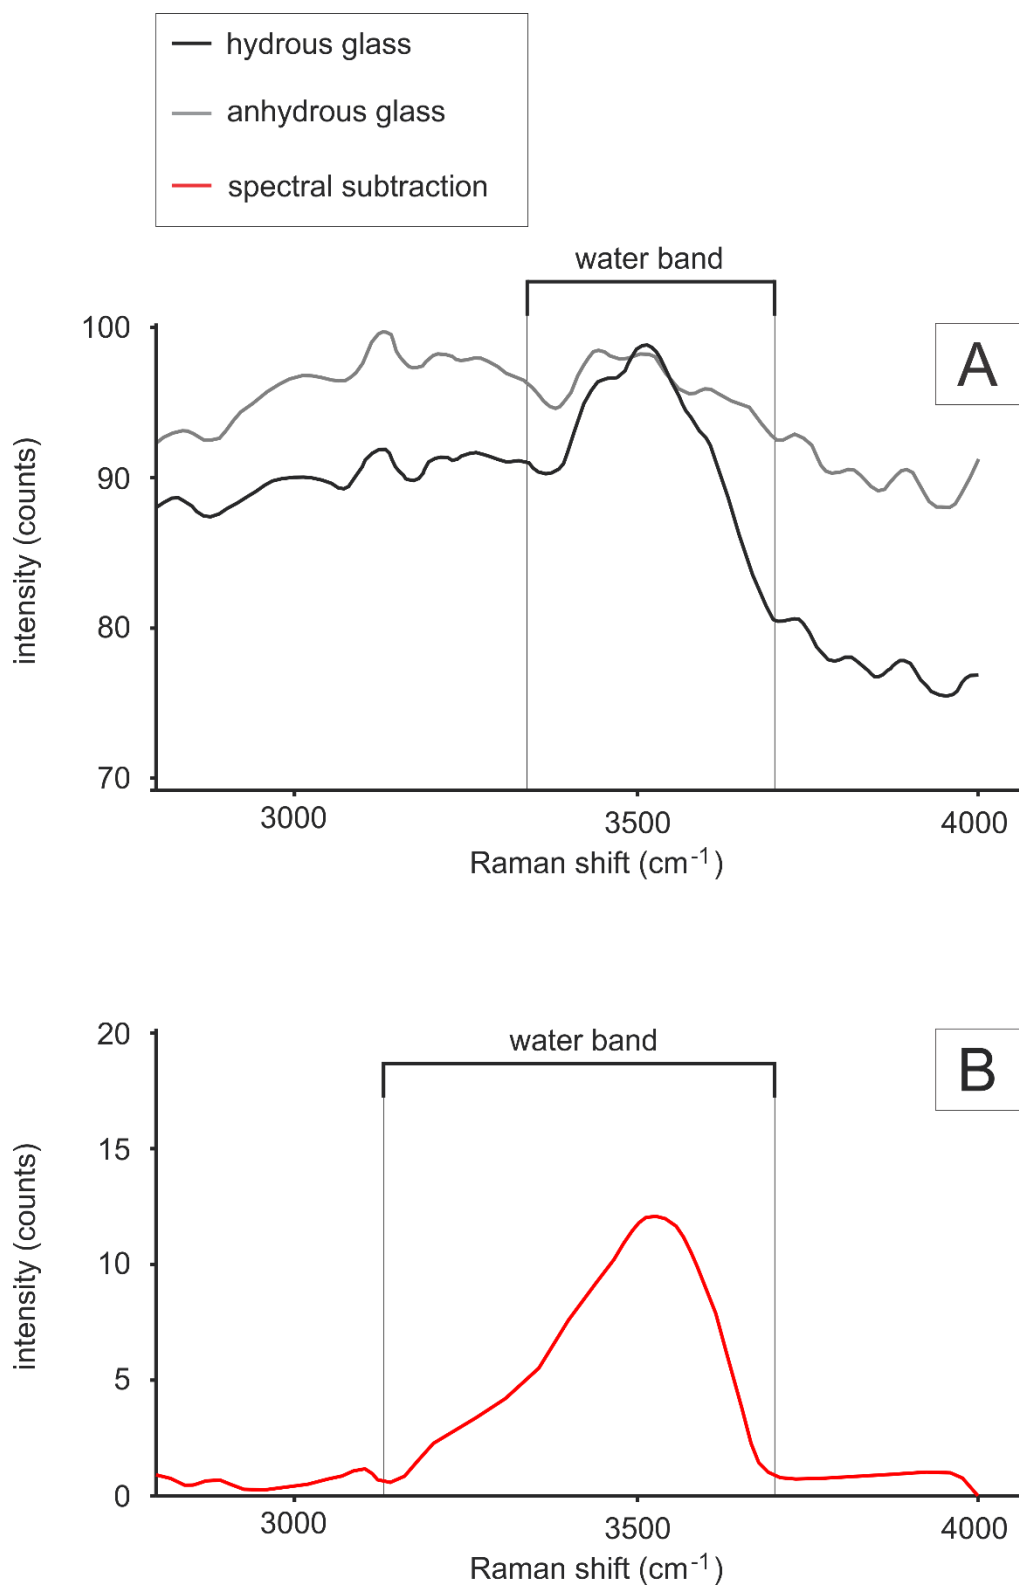 hydrous glass
anhydrous glass
spectral subtraction
water band
A
100
90
80
70
intensity (counts)
3000
3500
4000
Raman shift (cm⁻¹)
water band
B
20
15
10
5
0
intensity (counts)
3000
3500
4000
Raman shift (cm⁻¹)